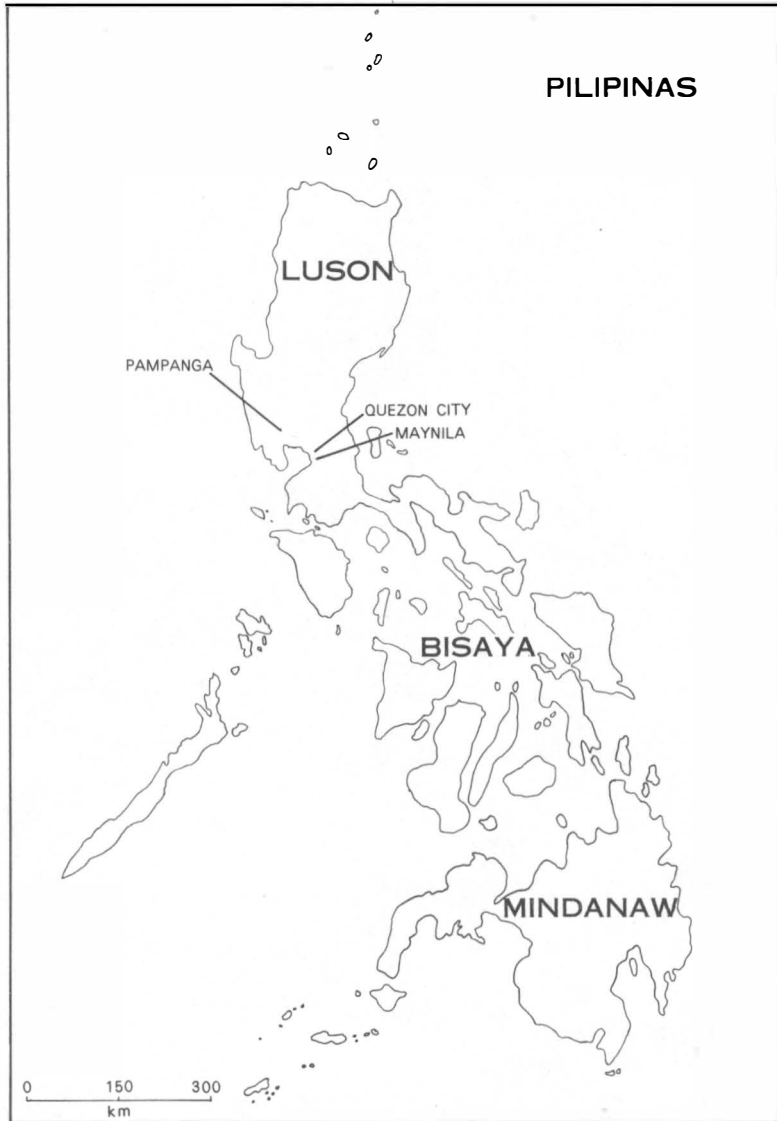 PILIPINAS
LUSON
PAMPANGA
QUEZON CITY
MAYNILA
BISAYA
MINDANAW
0 150 300
km